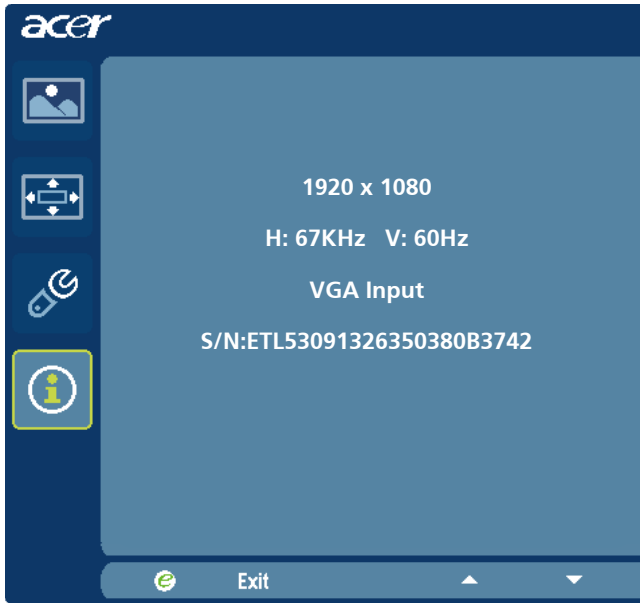 acer
1920 x 1080
H: 67KHz V: 60Hz
VGA Input
S/N:ETL53091326350380B3742
e Exit